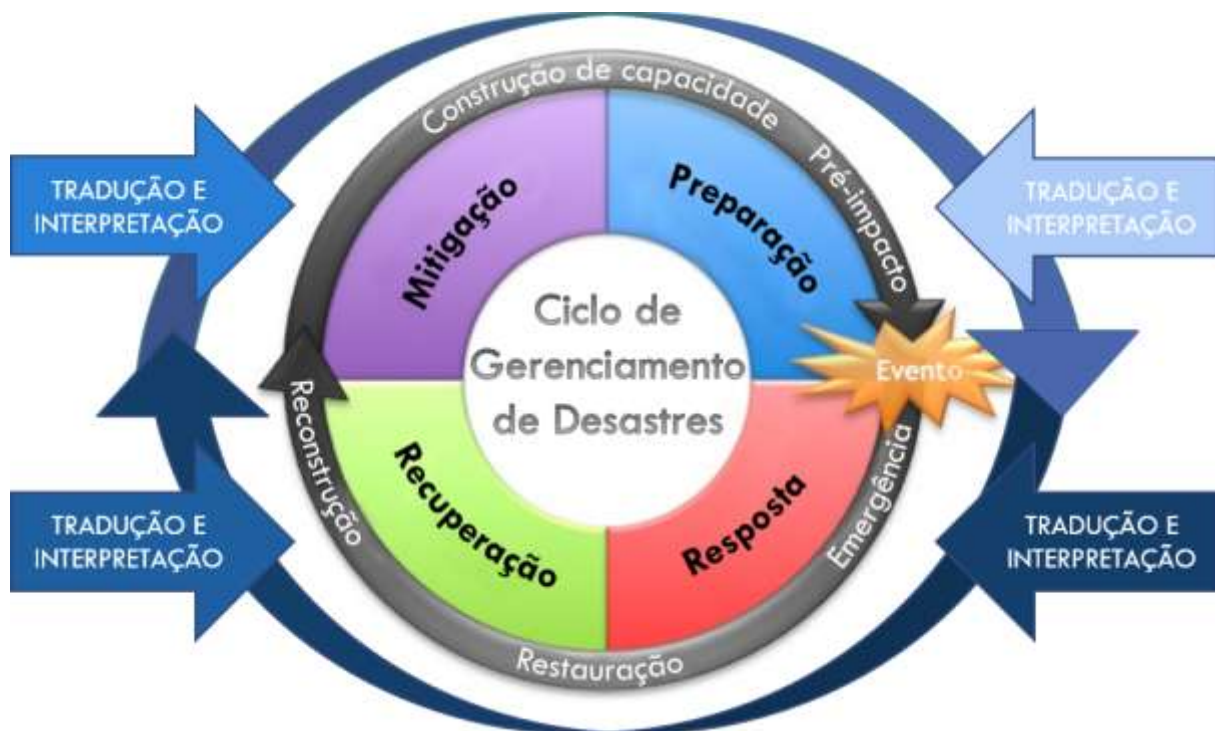 Construção de capacidade
Pré-impacto
TRADUÇÃO E
INTERPRETAÇÃO
TRADUÇÃO E
INTERPRETAÇÃO
Mitigação
Preparação
Ciclo de
Gerenciamento
de Desastres
Evento
Reconstrução
Recuperação
Resposta
Emergência
TRADUÇÃO E
INTERPRETAÇÃO
TRADUÇÃO E
INTERPRETAÇÃO
Restauração